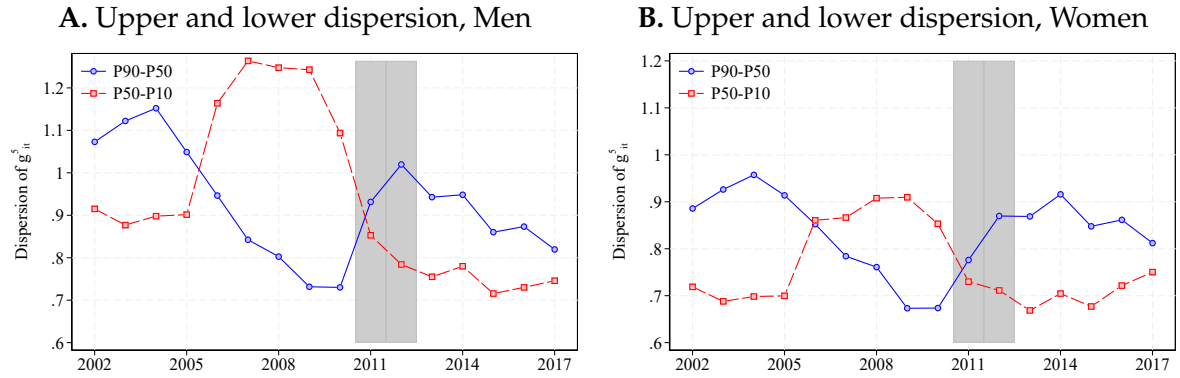 A. Upper and lower dispersion, Men
P90-P50
P50-P10
1.2
1.1
1
.9
.8
.7
.6
Dispersion of g⁵ᵢₜ
2002 2005 2008 2011 2014 2017
B. Upper and lower dispersion, Women
P90-P50
P50-P10
1.2
1.1
1
.9
.8
.7
.6
Dispersion of g⁵ᵢₜ
2002 2005 2008 2011 2014 2017